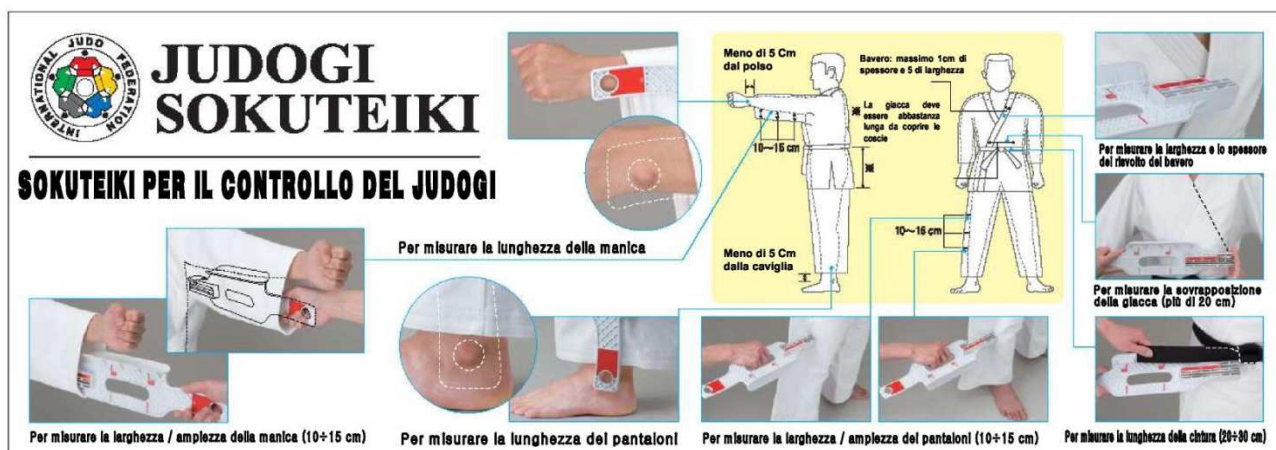 INTERNATIONAL JUDO FEDERATION
JUDOGI
SOKUTEIKI
SOKUTEIKI PER IL CONTROLLO DEL JUDOGI
Meno di 5 Cm
dal polso
Bavero: massimo 1cm di
spessore e 5 di larghezza
La giacca deve
essere abbastanza
lunga da coprire le
coscie
※
※
10~15 cm
10~16 cm
Meno di 5 Cm
dalla caviglia
Per misurare la larghezza e lo spessore
del risvolto del bavero
Per misurare la lunghezza della manica
Per misurare la sovrapposizione
della giacca (più di 20 cm)
Per misurare la larghezza / ampiezza della manica (10÷15 cm)
Per misurare la lunghezza dei pantaloni
Per misurare la larghezza / ampiezza dei pantaloni (10÷15 cm)
Per misurare la lunghezza della cintura (20÷30 cm)